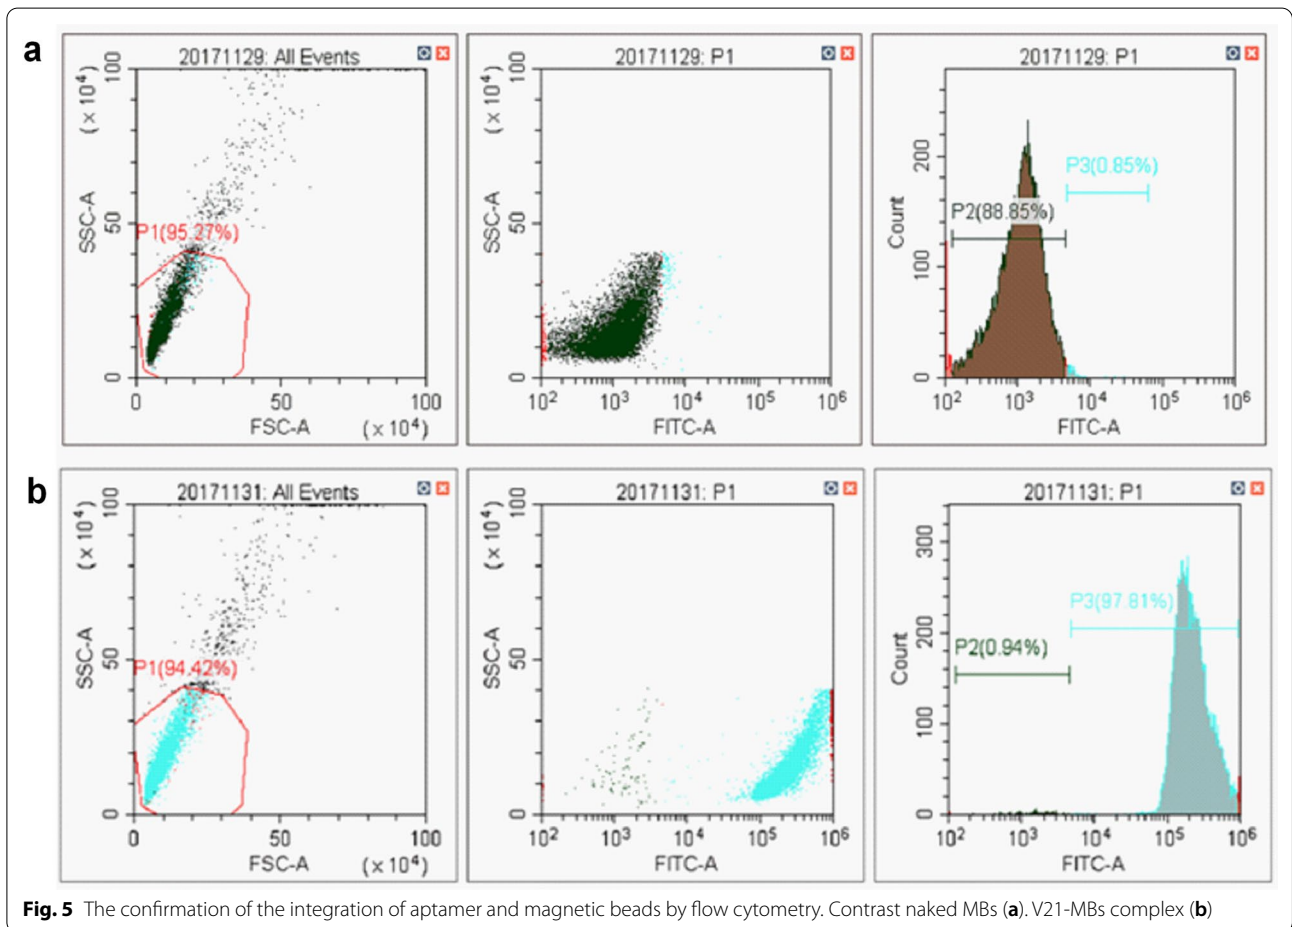 a
20171129: All Events
SSC-A (x 10⁴)
100
50
0
P1(95.27%)
0 50 100
FSC-A (x 10⁴)
20171129: P1
SSC-A (x 10⁴)
100
50
0
10² 10³ 10⁴ 10⁵ 10⁶
FITC-A
20171129: P1
Count
200
100
0
P3(0.85%)
P2(88.85%)
10² 10³ 10⁴ 10⁵ 10⁶
FITC-A
b
20171131: All Events
SSC-A (x 10⁴)
100
50
0
P1(94.42%)
0 50 100
FSC-A (x 10⁴)
20171131: P1
SSC-A (x 10⁴)
100
50
0
10² 10³ 10⁴ 10⁵ 10⁶
FITC-A
20171131: P1
Count
300
200
100
0
P3(97.81%)
P2(0.94%)
10² 10³ 10⁴ 10⁵ 10⁶
FITC-A
Fig. 5 The confirmation of the integration of aptamer and magnetic beads by flow cytometry. Contrast naked MBs (a). V21-MBs complex (b)